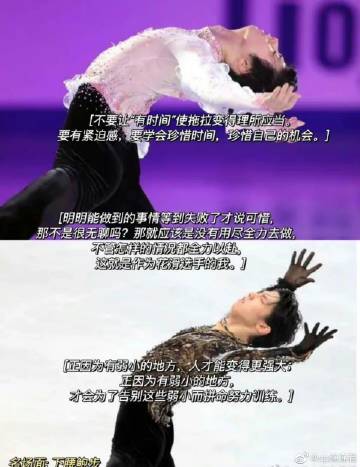 [不要让“有时间”使拖拉变得理所应当。
要有紧迫感，要学会珍惜时间，珍惜自己的机会。]
[明明能做到的事情等到失败了才说可惜，
那不是很无聊吗？那就应该是没有用尽全力去做，
不管怎样的情况都全力以赴，
这就是作为花滑选手的我。]
[正因为有弱小的地方，人才能变得更强大；
正因为有弱小的地方，
才会为了告别这些弱小而拼命努力训练。]
名场面：下腰鲍步